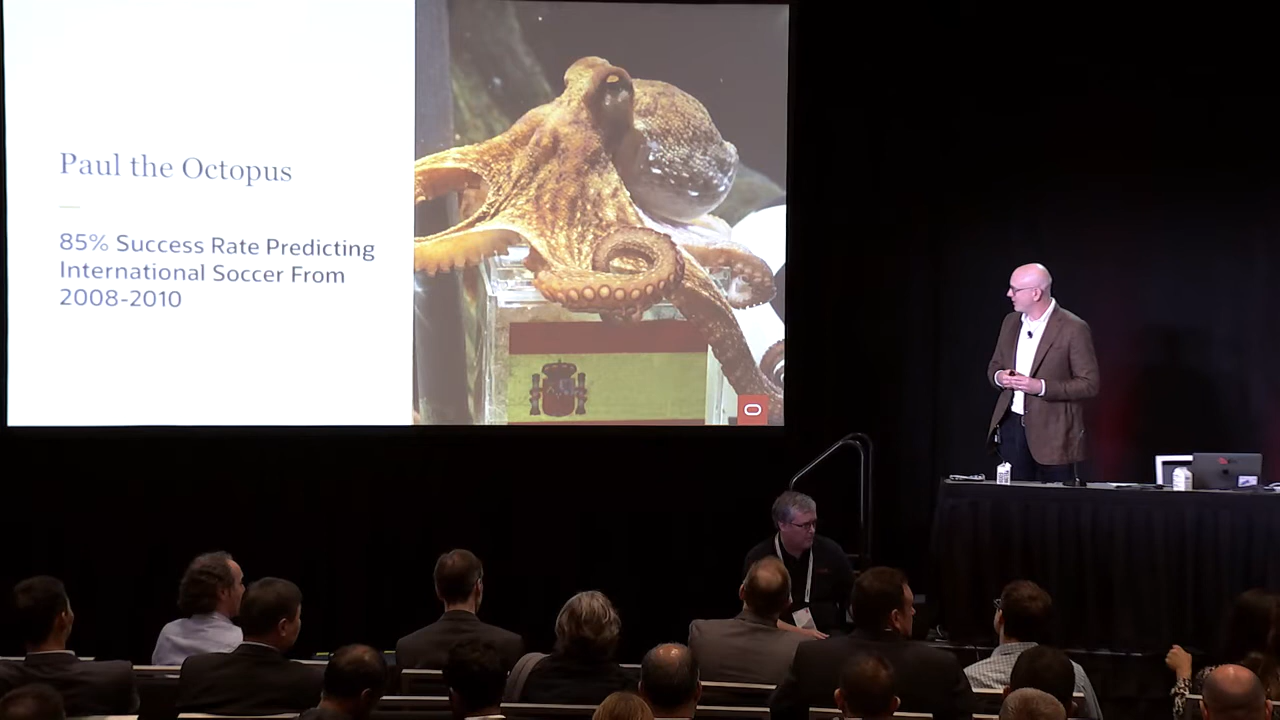 Paul the Octopus
85% Success Rate Predicting
International Soccer From
2008-2010